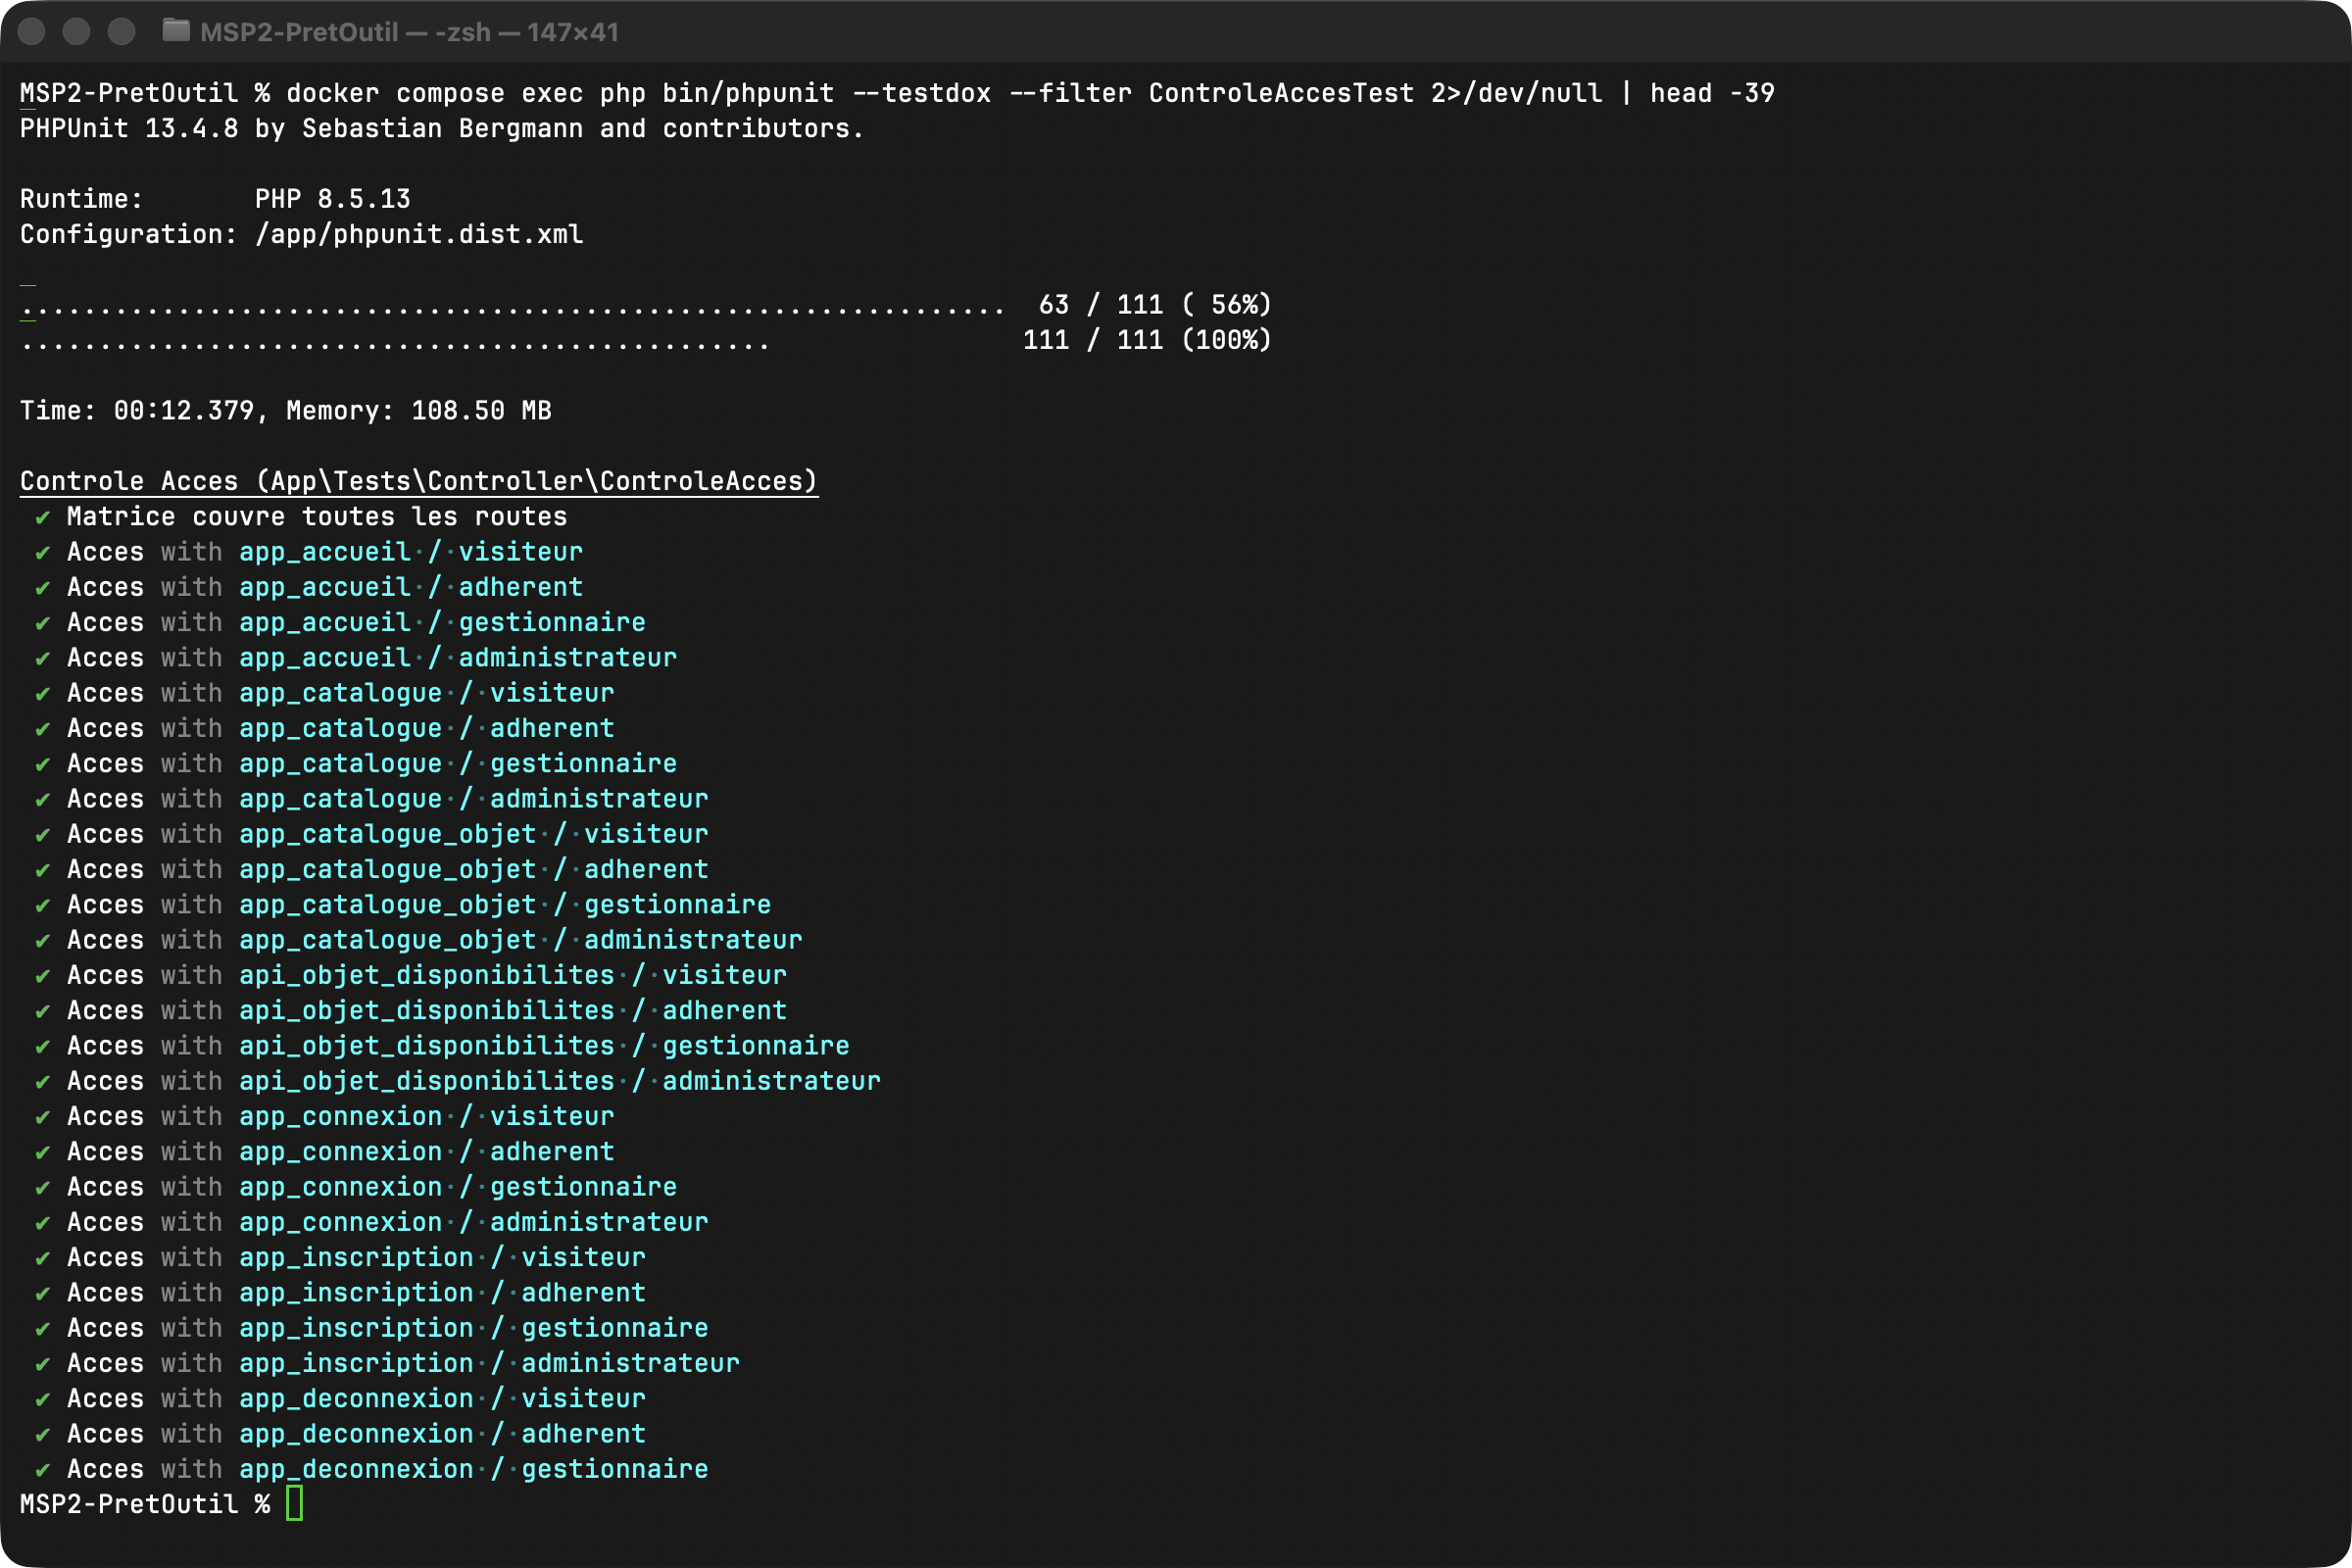 MSP2-PretOutil — -zsh — 147×41
MSP2-PretOutil % docker compose exec php bin/phpunit --testdox --filter ControleAccesTest 2>/dev/null | head -39
PHPUnit 13.4.8 by Sebastian Bergmann and contributors.
Runtime:       PHP 8.5.13
Configuration: /app/phpunit.dist.xml
...............................................................  63 / 111 ( 56%)
................................................                111 / 111 (100%)
Time: 00:12.379, Memory: 108.50 MB
Controle Acces (App\Tests\Controller\ControleAcces)
✔ Matrice couvre toutes les routes
✔ Acces with app_accueil·/·visiteur
✔ Acces with app_accueil·/·adherent
✔ Acces with app_accueil·/·gestionnaire
✔ Acces with app_accueil·/·administrateur
✔ Acces with app_catalogue·/·visiteur
✔ Acces with app_catalogue·/·adherent
✔ Acces with app_catalogue·/·gestionnaire
✔ Acces with app_catalogue·/·administrateur
✔ Acces with app_catalogue_objet·/·visiteur
✔ Acces with app_catalogue_objet·/·adherent
✔ Acces with app_catalogue_objet·/·gestionnaire
✔ Acces with app_catalogue_objet·/·administrateur
✔ Acces with api_objet_disponibilites·/·visiteur
✔ Acces with api_objet_disponibilites·/·adherent
✔ Acces with api_objet_disponibilites·/·gestionnaire
✔ Acces with api_objet_disponibilites·/·administrateur
✔ Acces with app_connexion·/·visiteur
✔ Acces with app_connexion·/·adherent
✔ Acces with app_connexion·/·gestionnaire
✔ Acces with app_connexion·/·administrateur
✔ Acces with app_inscription·/·visiteur
✔ Acces with app_inscription·/·adherent
✔ Acces with app_inscription·/·gestionnaire
✔ Acces with app_inscription·/·administrateur
✔ Acces with app_deconnexion·/·visiteur
✔ Acces with app_deconnexion·/·adherent
✔ Acces with app_deconnexion·/·gestionnaire
MSP2-PretOutil %